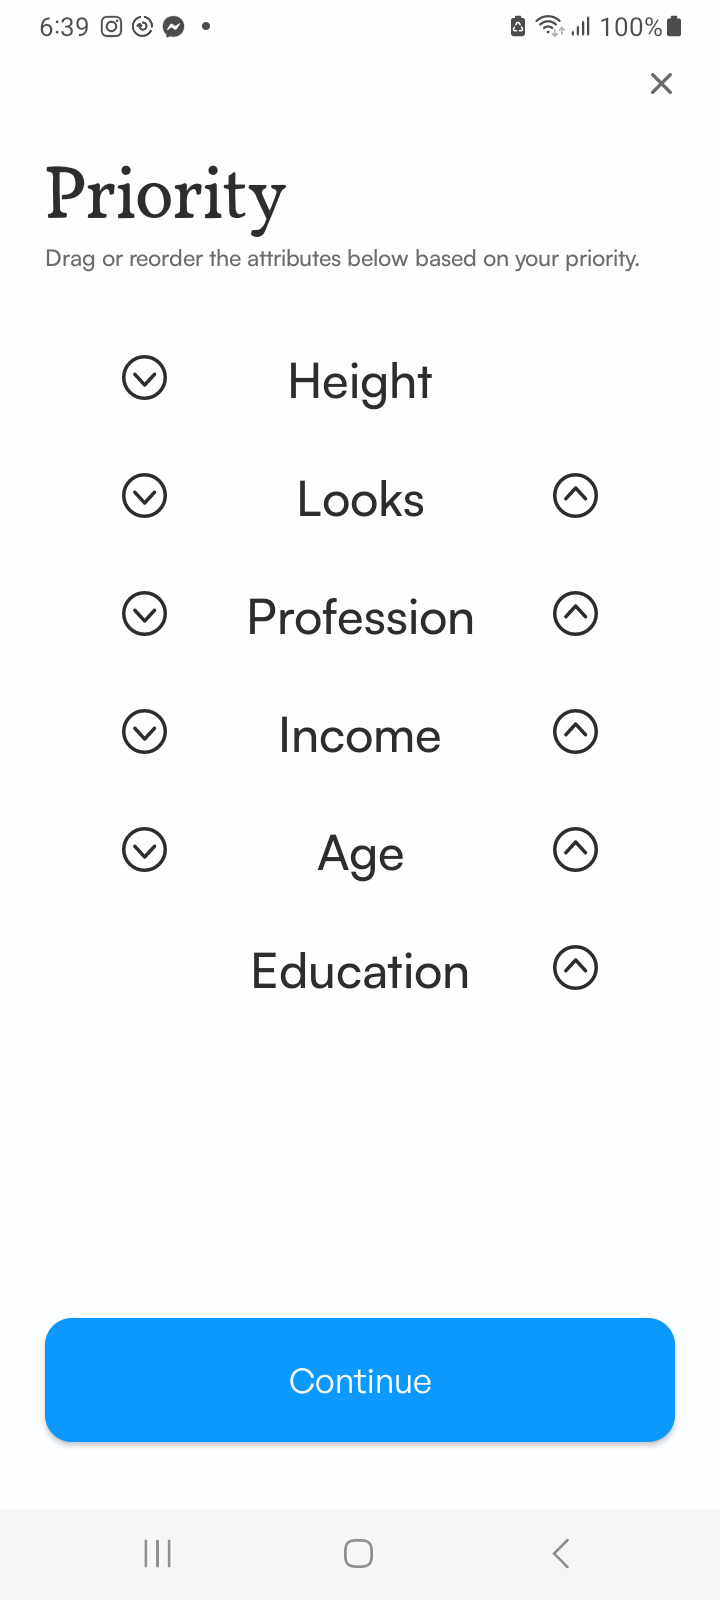 6:39
100%
Priority
Drag or reorder the attributes below based on your priority.
Height
Looks
Profession
Income
Age
Education
Continue